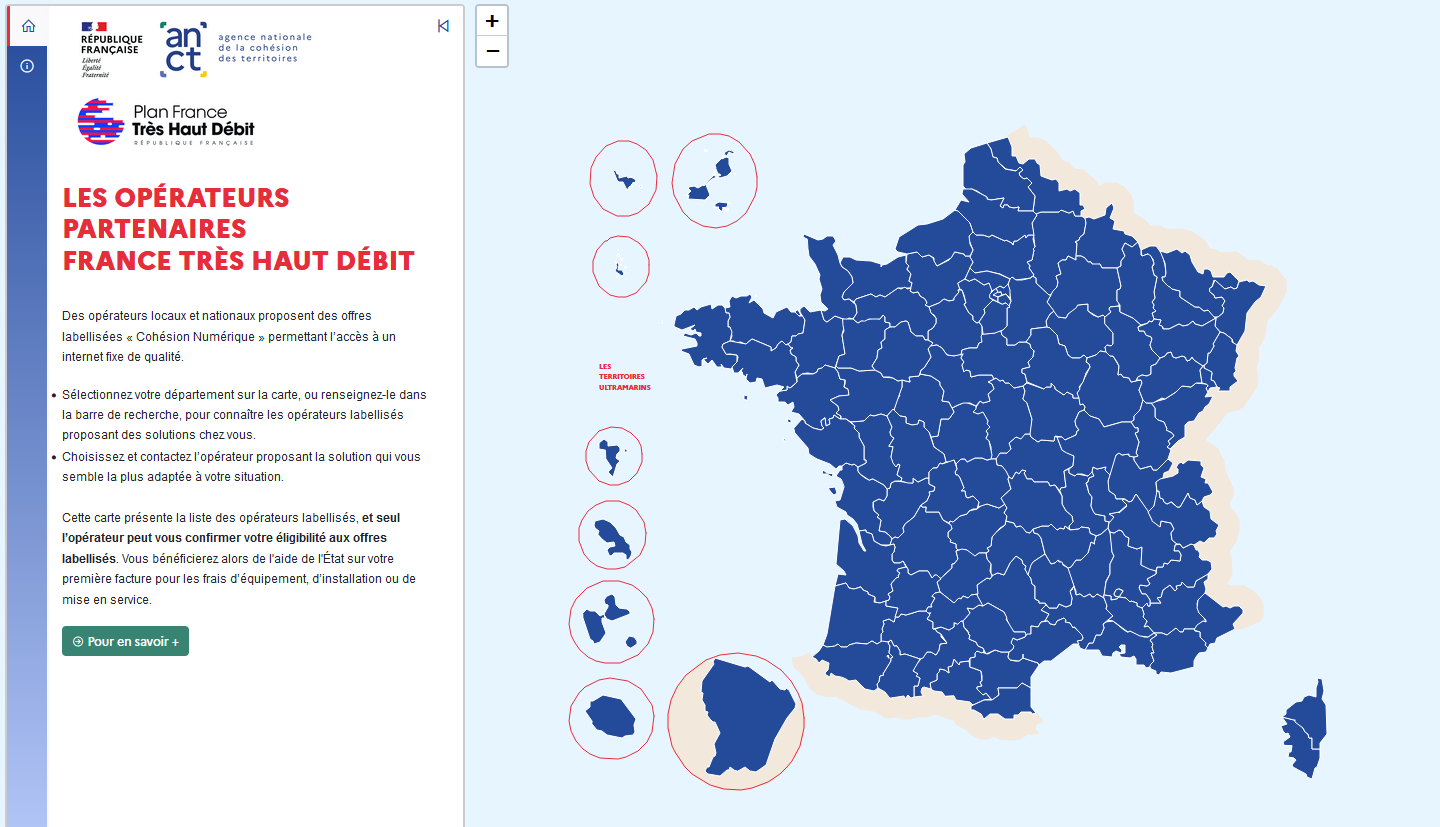 RÉPUBLIQUE
FRANÇAISE
Liberté
Égalité
Fraternité
an
ct
agence nationale
de la cohésion
des territoires
Plan France
Très Haut Débit
RÉPUBLIQUE FRANÇAISE
LES OPÉRATEURS
PARTENAIRES
FRANCE TRÈS HAUT DÉBIT
Des opérateurs locaux et nationaux proposent des offres
labellisées « Cohésion Numérique » permettant l'accès à un
internet fixe de qualité.
• Sélectionnez votre département sur la carte, ou renseignez-le dans
la barre de recherche, pour connaître les opérateurs labellisés
proposant des solutions chez vous.
• Choisissez et contactez l'opérateur proposant la solution qui vous
semble la plus adaptée à votre situation.
Cette carte présente la liste des opérateurs labellisés, et seul
l'opérateur peut vous confirmer votre éligibilité aux offres
labellisés. Vous bénéficierez alors de l'aide de l'État sur votre
première facture pour les frais d'équipement, d'installation ou de
mise en service.
Pour en savoir +
+
−
LES
TERRITOIRES
ULTRAMARINS